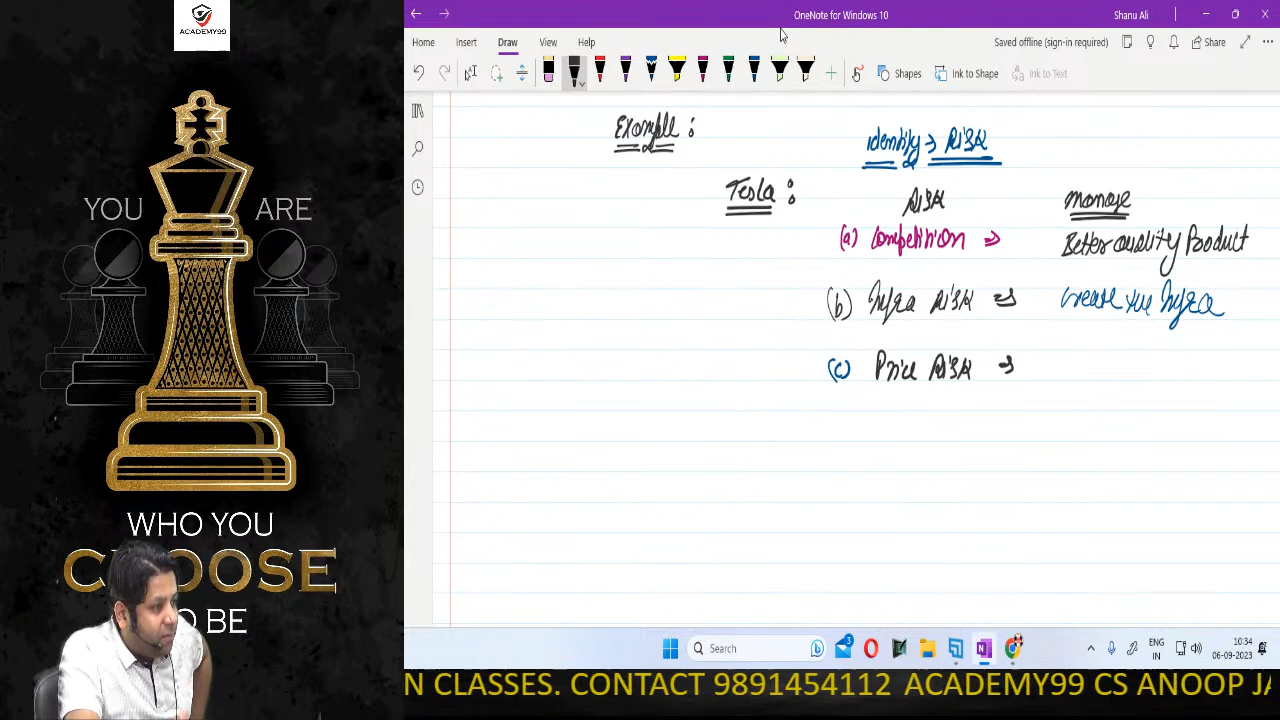 ACADEMY99
YOU ARE
WHO YOU
CHOOSE
TO BE
OneNote for Windows 10
Shanu Ali
Home Insert Draw View Help
Saved offline (sign-in required)
Share
Shapes
Ink to Shape
Ink to Text
Example :
identify → RISK
Tesla :
RISK
manage
(a) Competition ⇒ Better quality Product
(b) Infra RISK ⇒ Create the Infra
(c) Price RISK ⇒
Search
3
ENG
IN
10:34
06-09-2023
N CLASSES. CONTACT 9891454112 ACADEMY99 CS ANOOP JA